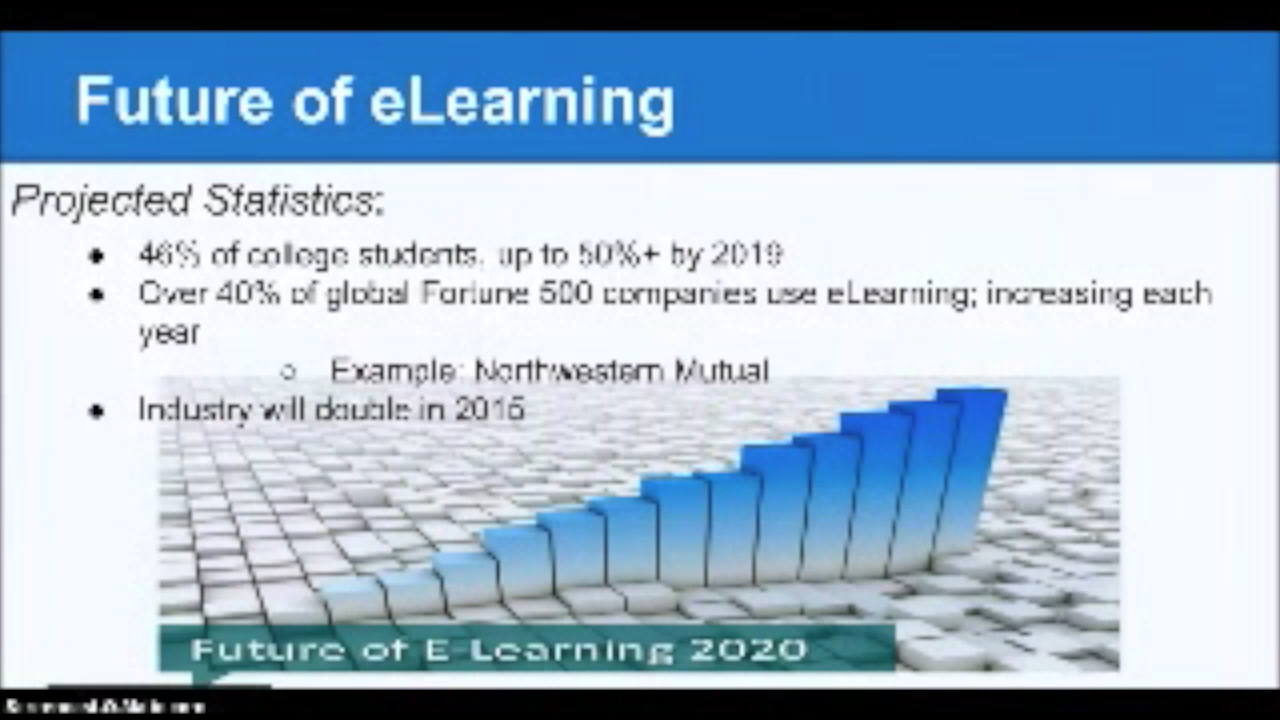 Future of eLearning
Projected Statistics:
● 46% of college students, up to 50%+ by 2019
● Over 40% of global Fortune 500 companies use eLearning; increasing each
year
○ Example: Northwestern Mutual
● Industry will double in 2015
Future of E-Learning 2020